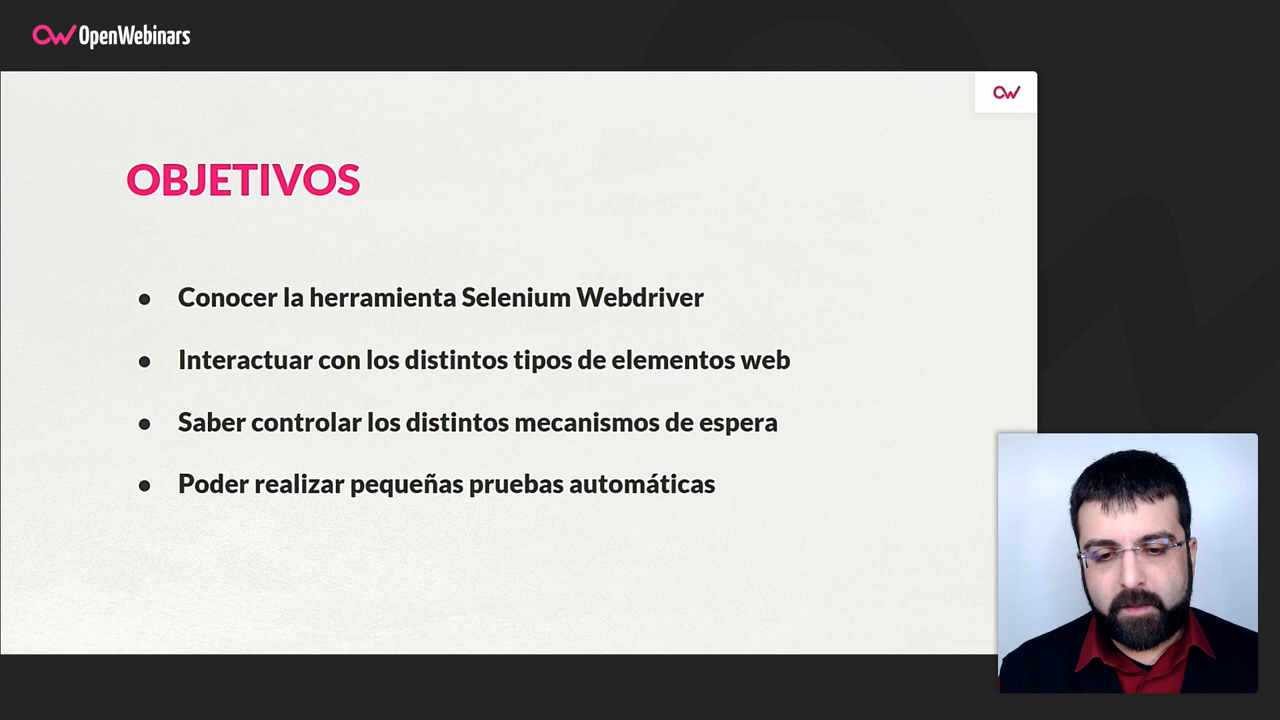 OpenWebinars
OBJETIVOS
● Conocer la herramienta Selenium Webdriver
● Interactuar con los distintos tipos de elementos web
● Saber controlar los distintos mecanismos de espera
● Poder realizar pequeñas pruebas automáticas